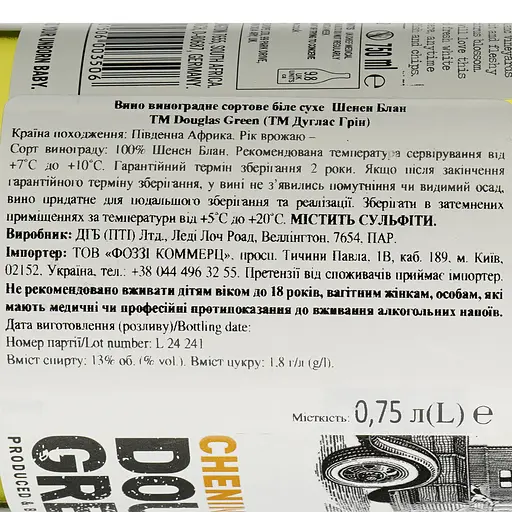 750 ml e
9.8
Вино виноградне сортове біле сухе Шенен Блан
ТМ Douglas Green (ТМ Дуглас Грін)
Країна походження: Південна Африка. Рік врожаю –
Сорт винограду: 100% Шенен Блан. Рекомендована температура сервірування від
+7°C до +10°C. Гарантійний термін зберігання 2 роки. Якщо після закінчення
гарантійного терміну зберігання, у вині не з’явились помутніння чи видимий осад,
вино придатне для подальшого зберігання та реалізації. Зберігати в затемнених
приміщеннях за температури від +5°C до +20°C. МІСТИТЬ СУЛЬФІТИ.
Виробник: ДГБ (ПТІ) Лтд., Леді Лоч Роад, Веллінгтон, 7654, ПАР.
Імпортер: ТОВ «ФОЗЗІ КОММЕРЦ», просп. Тичини Павла, 1В, каб. 189, м. Київ,
02152, Україна, тел.: +38 044 496 32 55. Претензії від споживачів приймає імпортер.
Не рекомендовано вживати дітям віком до 18 років, вагітним жінкам, особам, які
мають медичні чи професійні протипоказання до вживання алкогольних напоїв.
Дата виготовлення (розливу)/Bottling date:
Номер партії/Lot number: L 24 241
Вміст спирту: 13% об. (% vol.). Вміст цукру: 1.8 г/л (g/l).
Місткість: 0,75 л(L) e
CHENIN
DOU
GRE
PRODUCED &